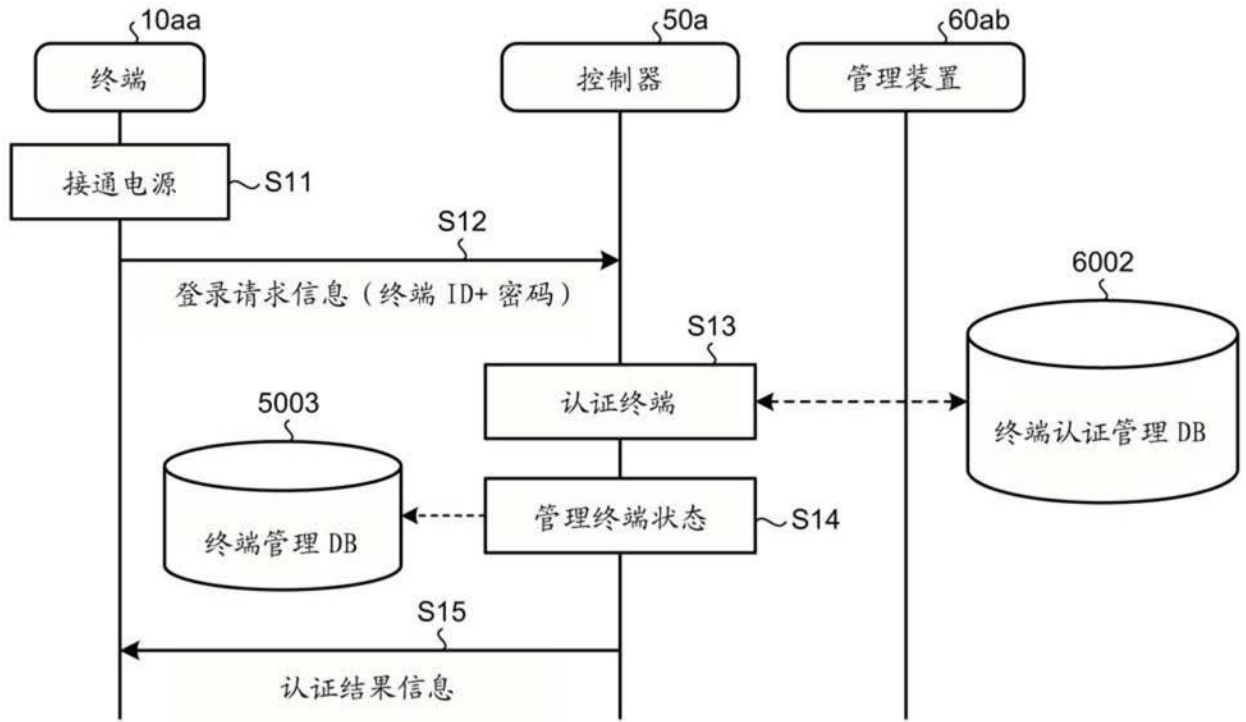 10aa
50a
60ab
终端
控制器
管理装置
接通电源
S11
S12
登录请求信息（终端 ID+ 密码）
6002
S13
认证终端
终端认证管理 DB
5003
管理终端状态
S14
终端管理 DB
S15
认证结果信息